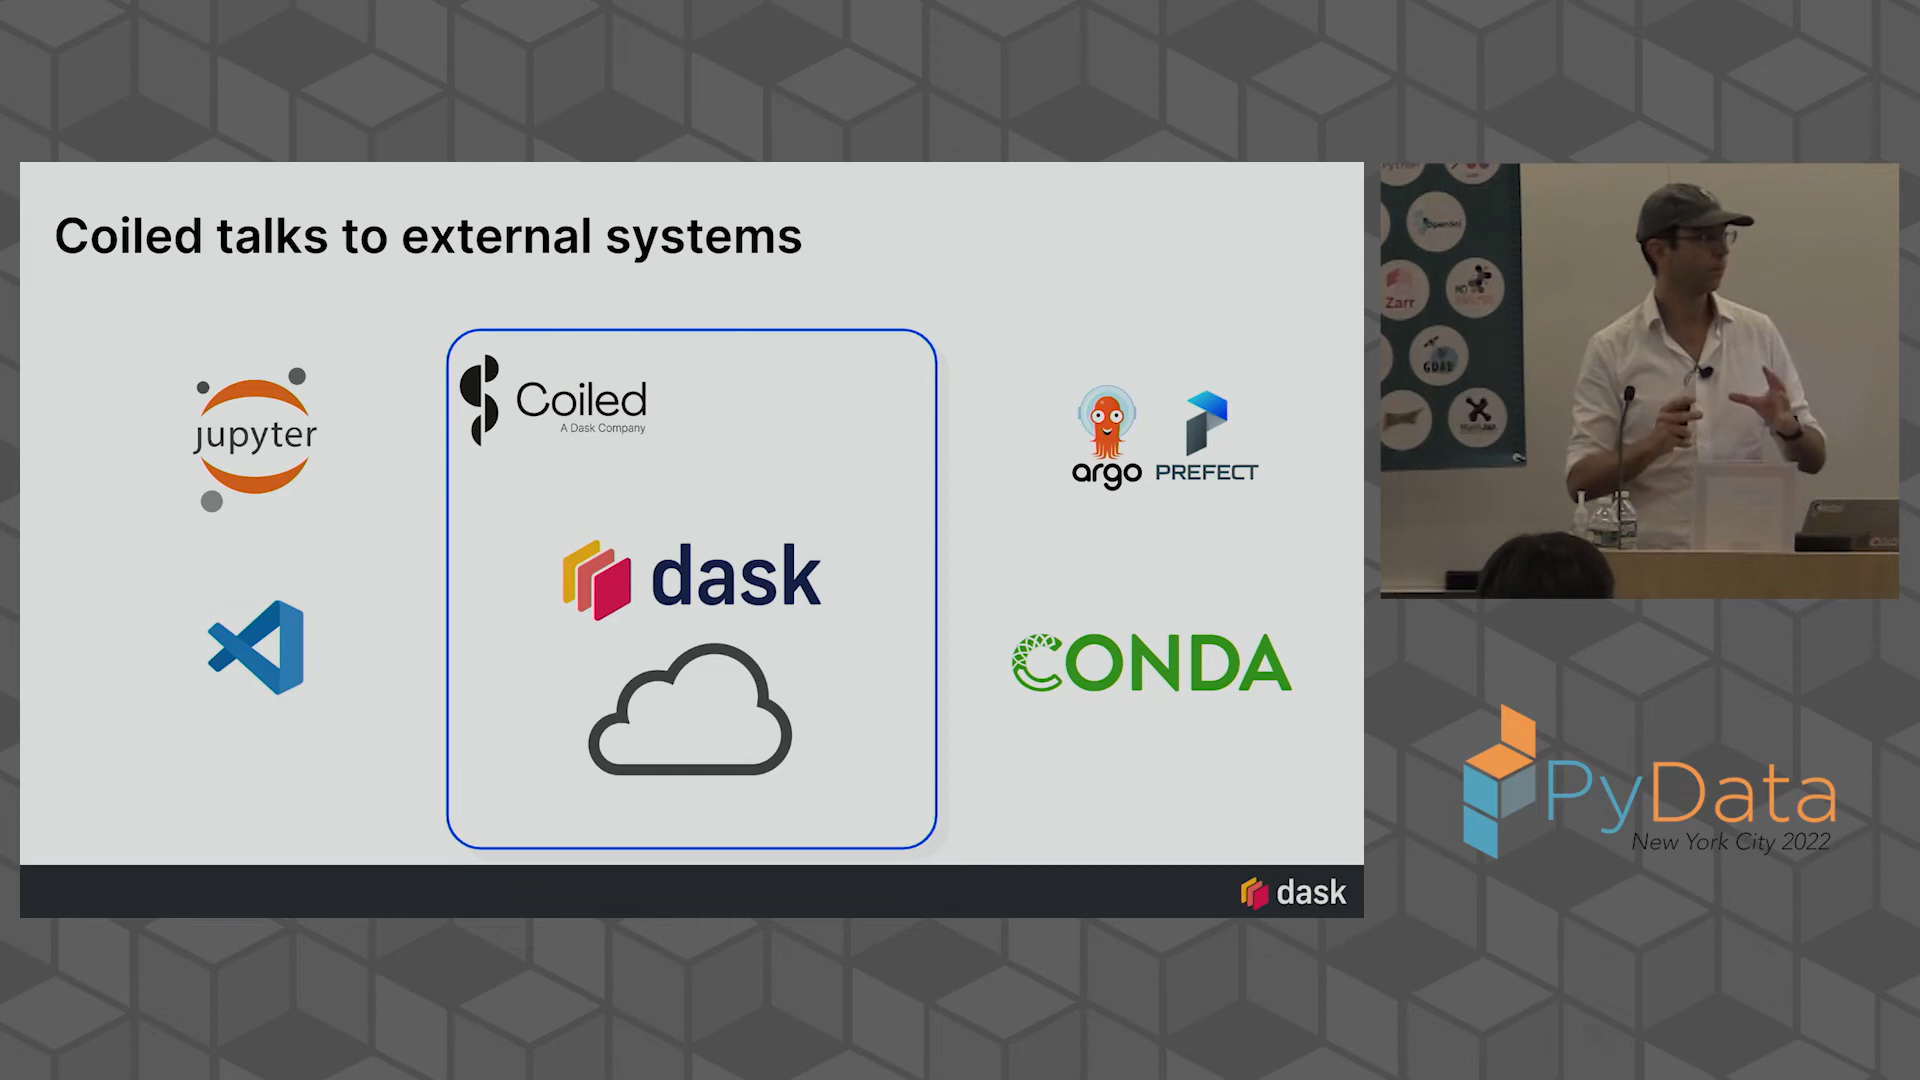 Coiled talks to external systems
jupyter
Coiled
A Dask Company
dask
argo
PREFECT
CONDA
dask
Zarr
GDAL
PyData
New York City 2022